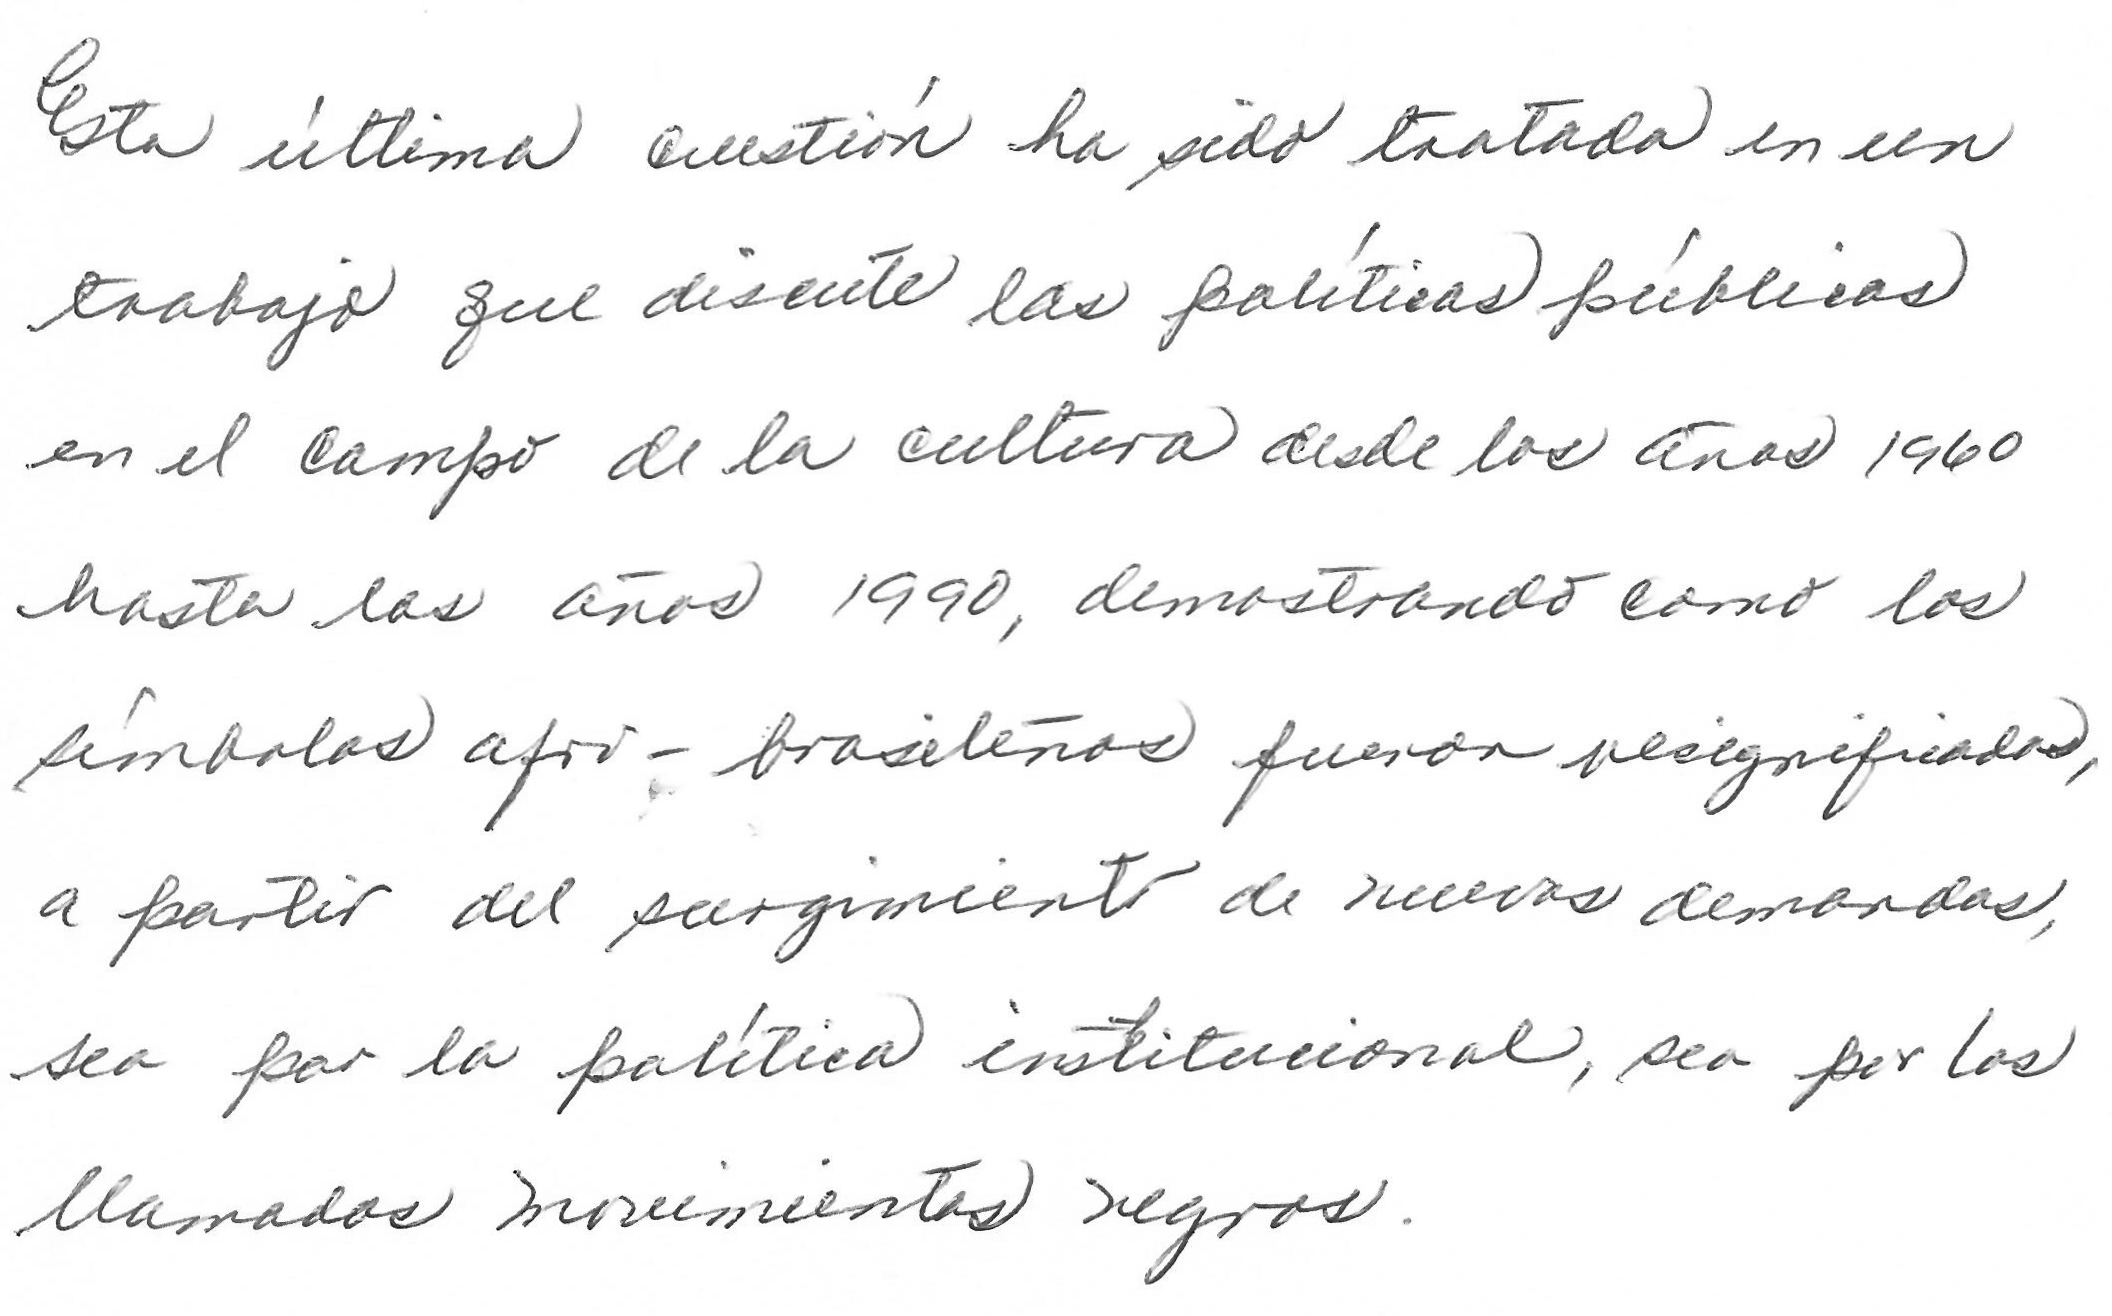 Esta última cuestión ha sido tratada en un
trabajo que discute las políticas públicas
en el campo de la cultura desde los años 1960
hasta los años 1990, demostrando como los
símbolos afro-brasileños fueron resignificados,
a partir del surgimiento de nuevas demandas,
sea por la política institucional, sea por los
llamados movimientos negros.